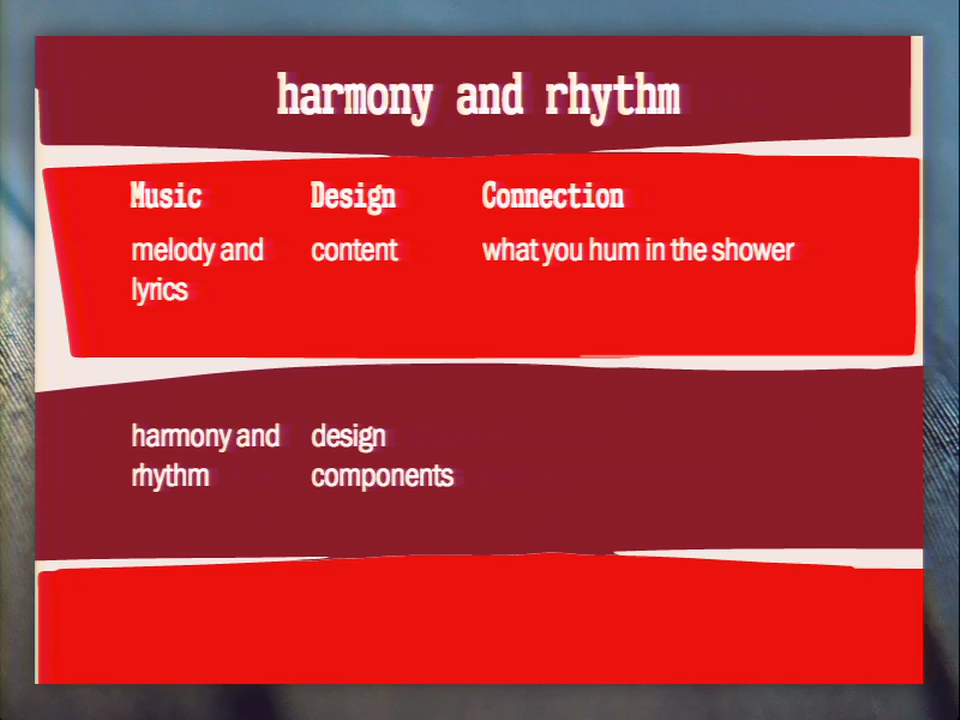 harmony and rhythm
Music Design Connection
melody and content what you hum in the shower
lyrics
harmony and design
rhythm components